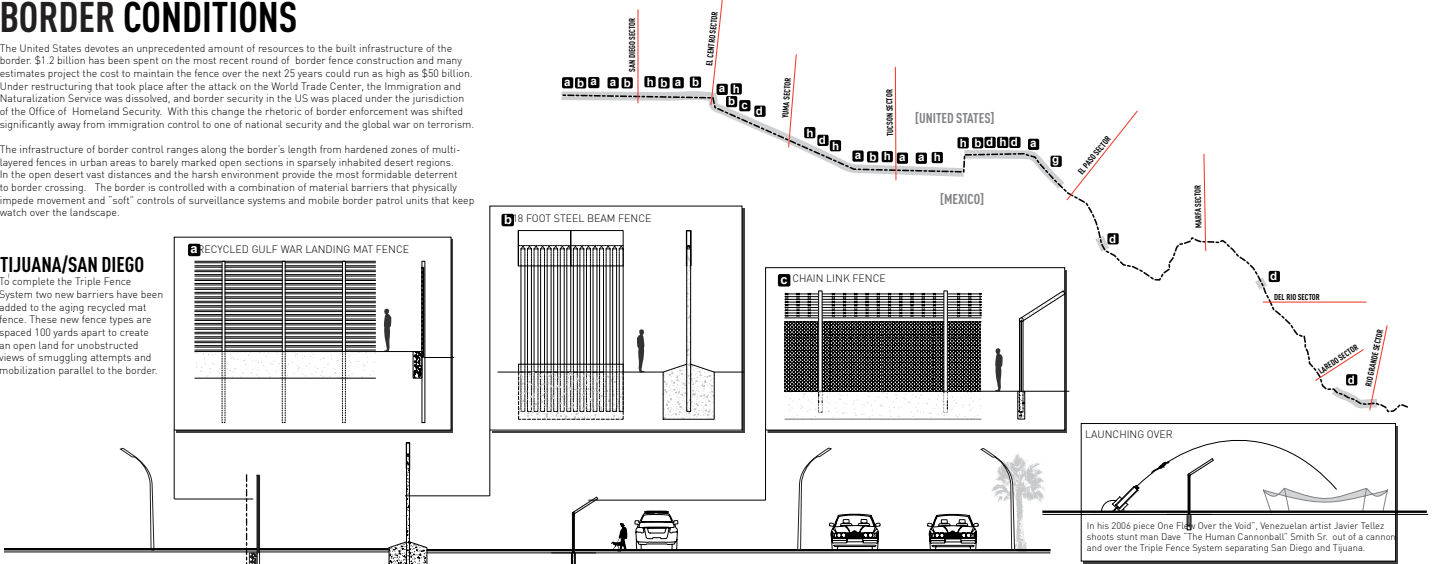 BORDER CONDITIONS
The United States devotes an unprecedented amount of resources to the built infrastructure of the
border. $1.2 billion has been spent on the most recent round of border fence construction and many
estimates project the cost to maintain the fence over the next 25 years could run as high as $50 billion.
Under restructuring that took place after the attack on the World Trade Center, the Immigration and
Naturalization Service was dissolved, and border security in the US was placed under the jurisdiction
of the Office of Homeland Security. With this change the rhetoric of border enforcement was shifted
significantly away from immigration control to one of national security and the global war on terrorism.
The infrastructure of border control ranges along the border's length from hardened zones of multi-
layered fences in urban areas to barely marked open sections in sparsely inhabited desert regions.
In the open desert vast distances and the harsh environment provide the most formidable deterrent
to border crossing. The border is controlled with a combination of material barriers that physically
impede movement and "soft" controls of surveillance systems and mobile border patrol units that keep
watch over the landscape.
TIJUANA/SAN DIEGO
To complete the Triple Fence
System two new barriers have been
added to the aging recycled mat
fence. These new fence types are
spaced 100 yards apart to create
an open land for unobstructed
views of smuggling attempts and
mobilization parallel to the border.
a RECYCLED GULF WAR LANDING MAT FENCE
b 18 FOOT STEEL BEAM FENCE
c CHAIN LINK FENCE
SAN DIEGO SECTOR
EL CENTRO SECTOR
YUMA SECTOR
TUCSON SECTOR
EL PASO SECTOR
MARFA SECTOR
DEL RIO SECTOR
LAREDO SECTOR
RIO GRANDE SECTOR
[UNITED STATES]
[MEXICO]
a b a a b h b a b
a h
b c d
h d h
a b h a a h
h b d h d a
g
d
d
d
LAUNCHING OVER
In his 2006 piece One Flew Over the Void", Venezuelan artist Javier Tellez
shoots stunt man Dave "The Human Cannonball" Smith Sr. out of a cannon
and over the Triple Fence System separating San Diego and Tijuana.